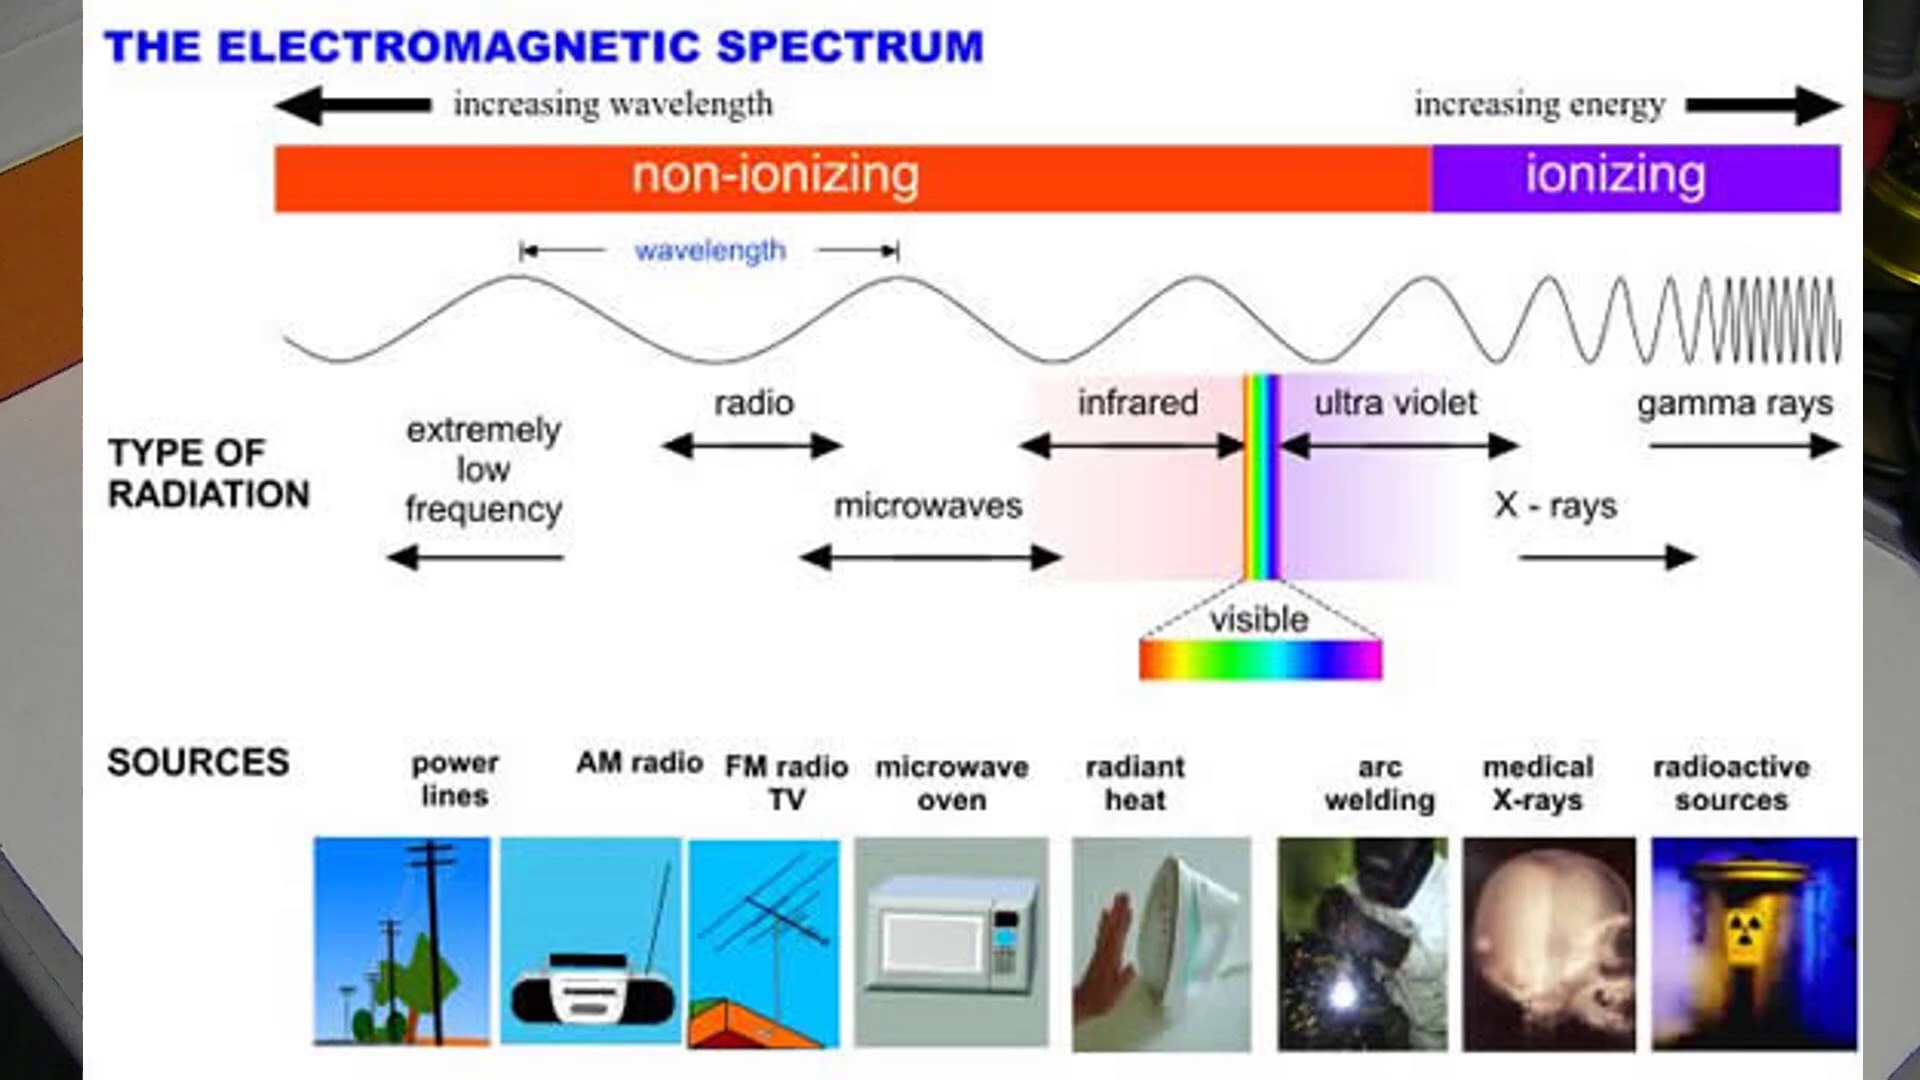 THE ELECTROMAGNETIC SPECTRUM
increasing wavelength
increasing energy
non-ionizing
ionizing
wavelength
TYPE OF
RADIATION
extremely
low
frequency
radio
microwaves
infrared
visible
ultra violet
X - rays
gamma rays
SOURCES
power
lines
AM radio
FM radio
TV
microwave
oven
radiant
heat
arc
welding
medical
X-rays
radioactive
sources